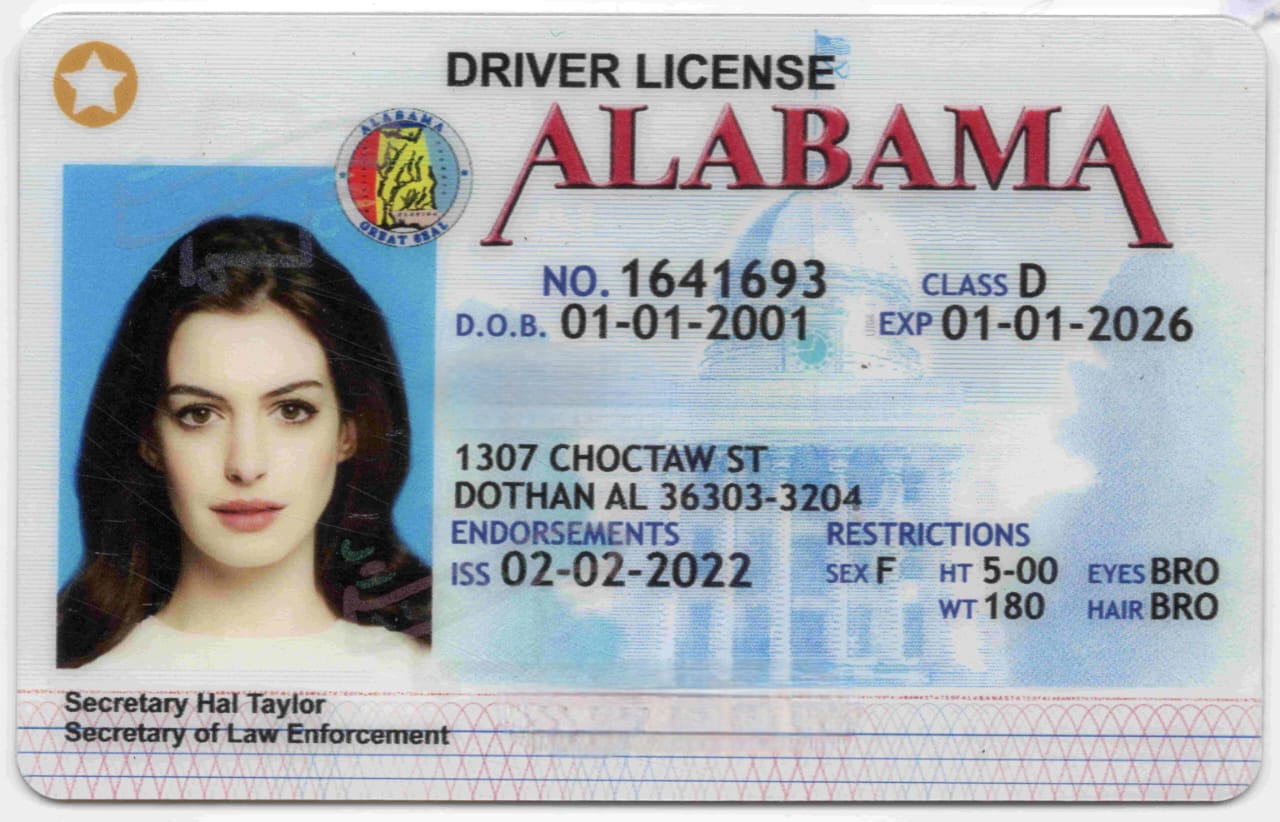 DRIVER LICENSE
ALABAMA
ALABAMA
GREAT SEAL
NO. 1641693 CLASS D
D.O.B. 01-01-2001 EXP 01-01-2026
1307 CHOCTAW ST
DOTHAN AL 36303-3204
ENDORSEMENTS RESTRICTIONS
ISS 02-02-2022 SEX F HT 5-00 EYES BRO
WT 180 HAIR BRO
Secretary Hal Taylor
Secretary of Law Enforcement